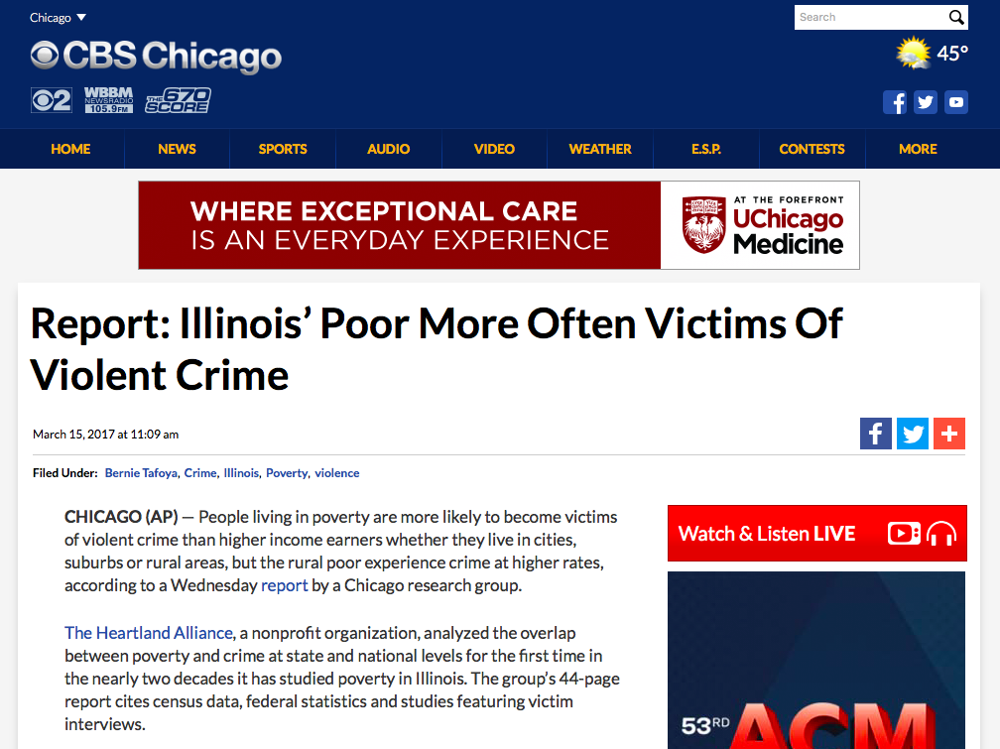 Chicago
Search
CBS Chicago
45°
2
WBBM
NEWSRADIO
105.9FM
THE 670
SCORE
HOME NEWS SPORTS AUDIO VIDEO WEATHER E.S.P. CONTESTS MORE
WHERE EXCEPTIONAL CARE
IS AN EVERYDAY EXPERIENCE
AT THE FOREFRONT
UChicago
Medicine
Report: Illinois’ Poor More Often Victims Of
Violent Crime
March 15, 2017 at 11:09 am
Filed Under: Bernie Tafoya, Crime, Illinois, Poverty, violence
CHICAGO (AP) — People living in poverty are more likely to become victims
of violent crime than higher income earners whether they live in cities,
suburbs or rural areas, but the rural poor experience crime at higher rates,
according to a Wednesday report by a Chicago research group.
The Heartland Alliance, a nonprofit organization, analyzed the overlap
between poverty and crime at state and national levels for the first time in
the nearly two decades it has studied poverty in Illinois. The group’s 44-page
report cites census data, federal statistics and studies featuring victim
interviews.
Watch & Listen LIVE
53RD ACM